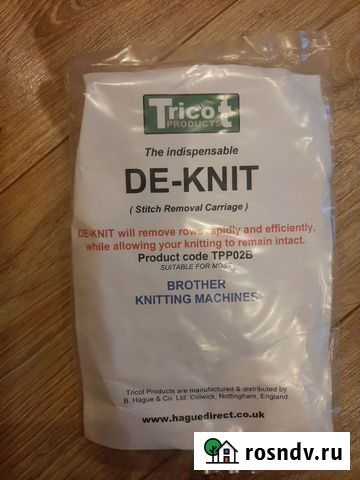 Tricot
PRODUCTS
The indispensable
DE-KNIT
( Stitch Removal Carriage )
DE-KNIT will remove rows rapidly and efficiently,
while allowing your knitting to remain intact.
Product code TPP02B
SUITABLE FOR MOST
BROTHER
KNITTING MACHINES
Tricot Products are manufactured & distributed by
B. Hague & Co. Ltd. Colwick, Nottingham, England
www.haguedirect.co.uk
rosndv.ru